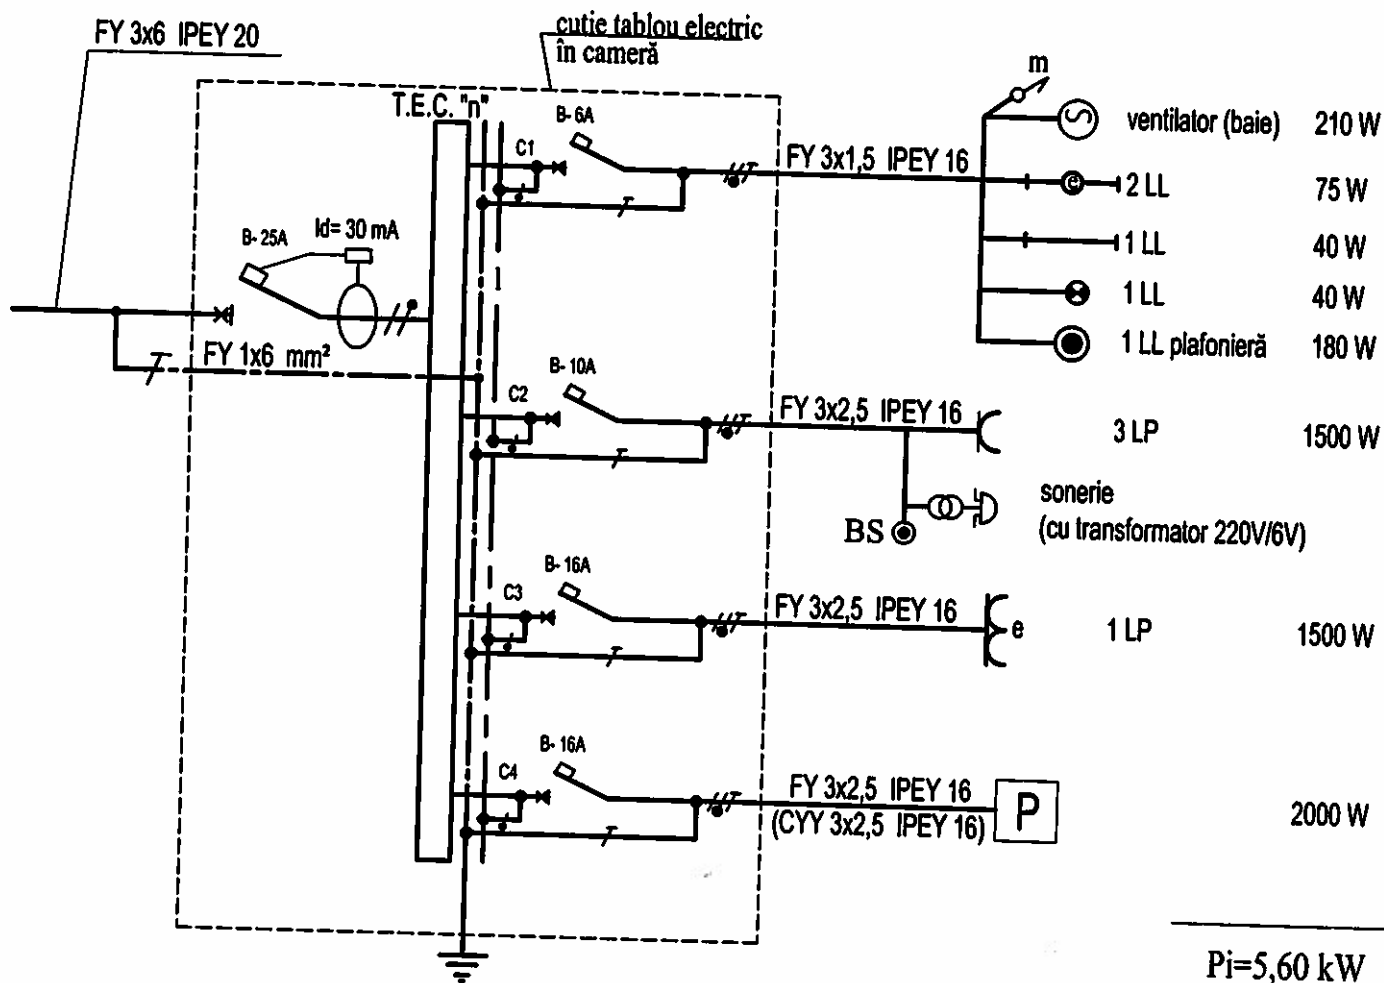 FY 3x6 IPEY 20
cutie tablou electric
în cameră
T.E.C. "n"
B- 25A
Id= 30 mA
FY 1x6 mm²
C1
B- 6A
FY 3x1,5 IPEY 16
m
ventilator (baie) 210 W
e 2 LL 75 W
1 LL 40 W
1 LL 40 W
1 LL plafonieră 180 W
C2
B- 10A
FY 3x2,5 IPEY 16
3 LP 1500 W
BS
sonerie
(cu transformator 220V/6V)
C3
B- 16A
FY 3x2,5 IPEY 16
e 1 LP 1500 W
C4
B- 16A
FY 3x2,5 IPEY 16
(CYY 3x2,5 IPEY 16)
P 2000 W
Pi=5,60 kW